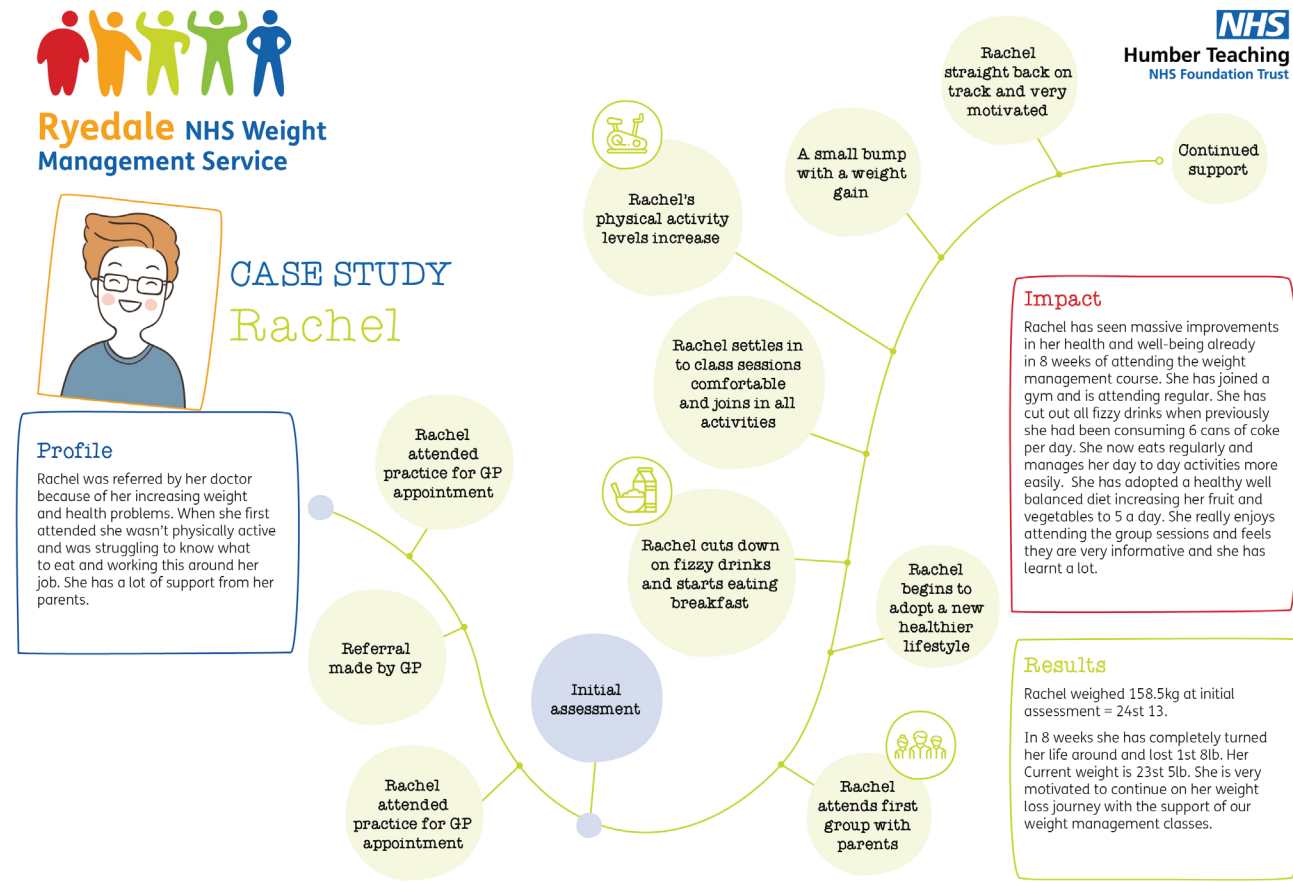 Ryedale NHS Weight
Management Service
NHS
Humber Teaching
NHS Foundation Trust
CASE STUDY
Rachel
Profile
Rachel was referred by her doctor
because of her increasing weight
and health problems. When she first
attended she wasn't physically active
and was struggling to know what
to eat and working this around her
job. She has a lot of support from her
parents.
Rachel
attended
practice for GP
appointment
Referral
made by GP
Rachel
attended
practice for GP
appointment
Initial
assessment
Rachel
attends first
group with
parents
Rachel
begins to
adopt a new
healthier
lifestyle
Rachel cuts down
on fizzy drinks
and starts eating
breakfast
Rachel settles in
to class sessions
comfortable
and joins in all
activities
Rachel's
physical activity
levels increase
A small bump
with a weight
gain
Rachel
straight back on
track and very
motivated
Continued
support
Impact
Rachel has seen massive improvements
in her health and well-being already
in 8 weeks of attending the weight
management course. She has joined a
gym and is attending regular. She has
cut out all fizzy drinks when previously
she had been consuming 6 cans of coke
per day. She now eats regularly and
manages her day to day activities more
easily. She has adopted a healthy well
balanced diet increasing her fruit and
vegetables to 5 a day. She really enjoys
attending the group sessions and feels
they are very informative and she has
learnt a lot.
Results
Rachel weighed 158.5kg at initial
assessment = 24st 13.
In 8 weeks she has completely turned
her life around and lost 1st 8lb. Her
Current weight is 23st 5lb. She is very
motivated to continue on her weight
loss journey with the support of our
weight management classes.